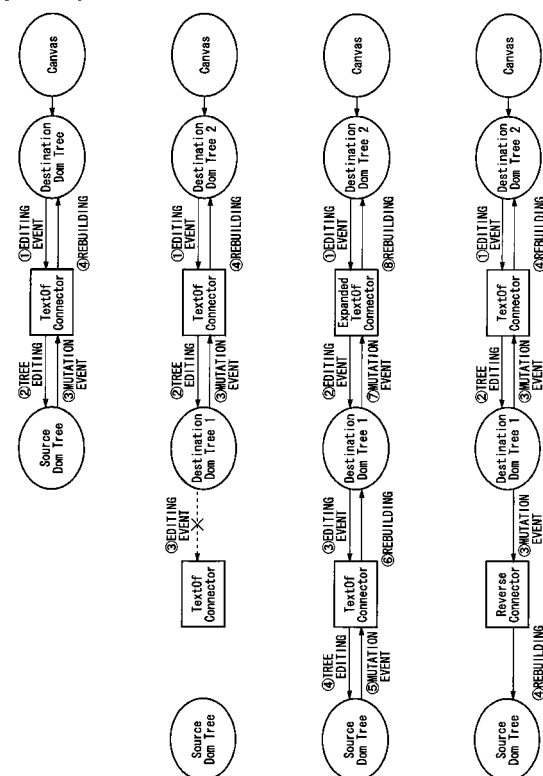 Source
Dom Tree
②TREE
EDITING
③MUTATION
EVENT
TextOf
Connector
①EDITING
EVENT
④REBUILDING
Destination
Dom Tree
Canvas
Source
Dom Tree
TextOf
Connector
③EDITING
EVENT
Destination
Dom Tree 1
②TREE
EDITING
③MUTATION
EVENT
TextOf
Connector
①EDITING
EVENT
④REBUILDING
Destination
Dom Tree 2
Canvas
Source
Dom Tree
④TREE
EDITING
⑤MUTATION
EVENT
TextOf
Connector
③EDITING
EVENT
⑥REBUILDING
Destination
Dom Tree 1
②EDITING
EVENT
⑦MUTATION
EVENT
Expanded
TextOf
Connector
①EDITING
EVENT
⑧REBUILDING
Destination
Dom Tree 2
Canvas
Source
Dom Tree
④REBUILDING
Reverse
Connector
③MUTATION
EVENT
Destination
Dom Tree 1
②TREE
EDITING
③MUTATION
EVENT
TextOf
Connector
①EDITING
EVENT
④REBUILDING
Destination
Dom Tree 2
Canvas